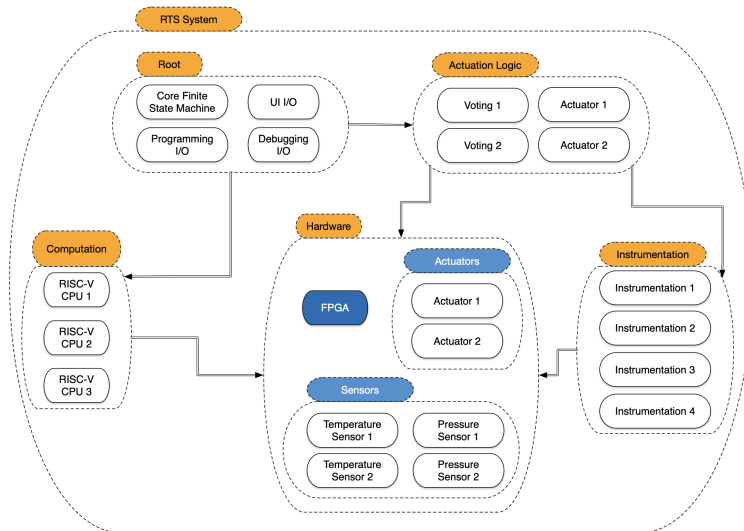 RTS System
Root
Core Finite
State Machine
UI I/O
Programming
I/O
Debugging
I/O
Actuation Logic
Voting 1
Actuator 1
Voting 2
Actuator 2
Computation
RISC-V
CPU 1
RISC-V
CPU 2
RISC-V
CPU 3
Hardware
FPGA
Actuators
Actuator 1
Actuator 2
Sensors
Temperature
Sensor 1
Pressure
Sensor 1
Temperature
Sensor 2
Pressure
Sensor 2
Instrumentation
Instrumentation 1
Instrumentation 2
Instrumentation 3
Instrumentation 4